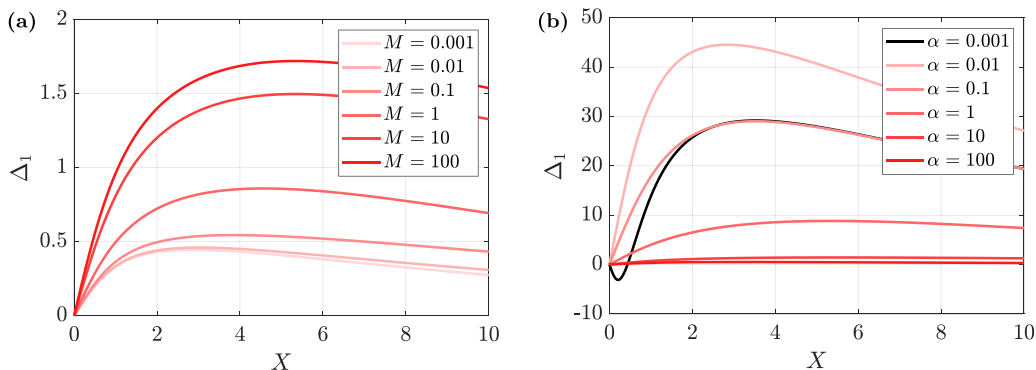 (a)
2
1.5
1
0.5
0
Δ₁
0 2 4 6 8 10
X
M = 0.001
M = 0.01
M = 0.1
M = 1
M = 10
M = 100
(b)
50
40
30
20
10
0
-10
Δ₁
0 2 4 6 8 10
X
α = 0.001
α = 0.01
α = 0.1
α = 1
α = 10
α = 100